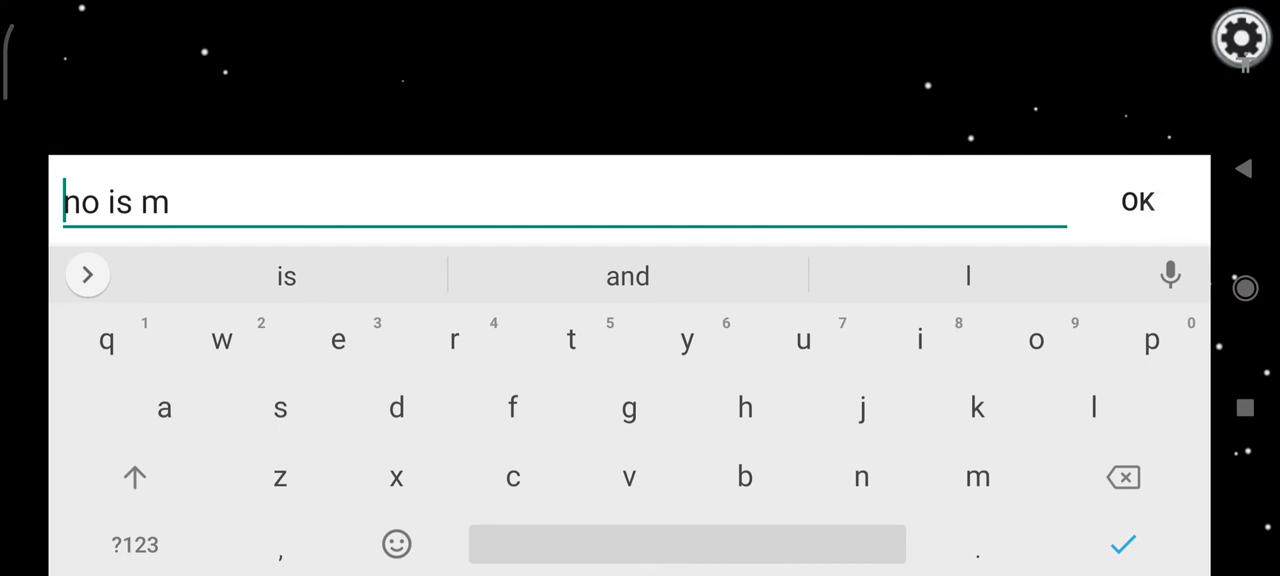 no is m
OK
is and I
q 1 w 2 e 3 r 4 t 5 y 6 u 7 i 8 o 9 p 0
a s d f g h j k l
z x c v b n m
?123 , .